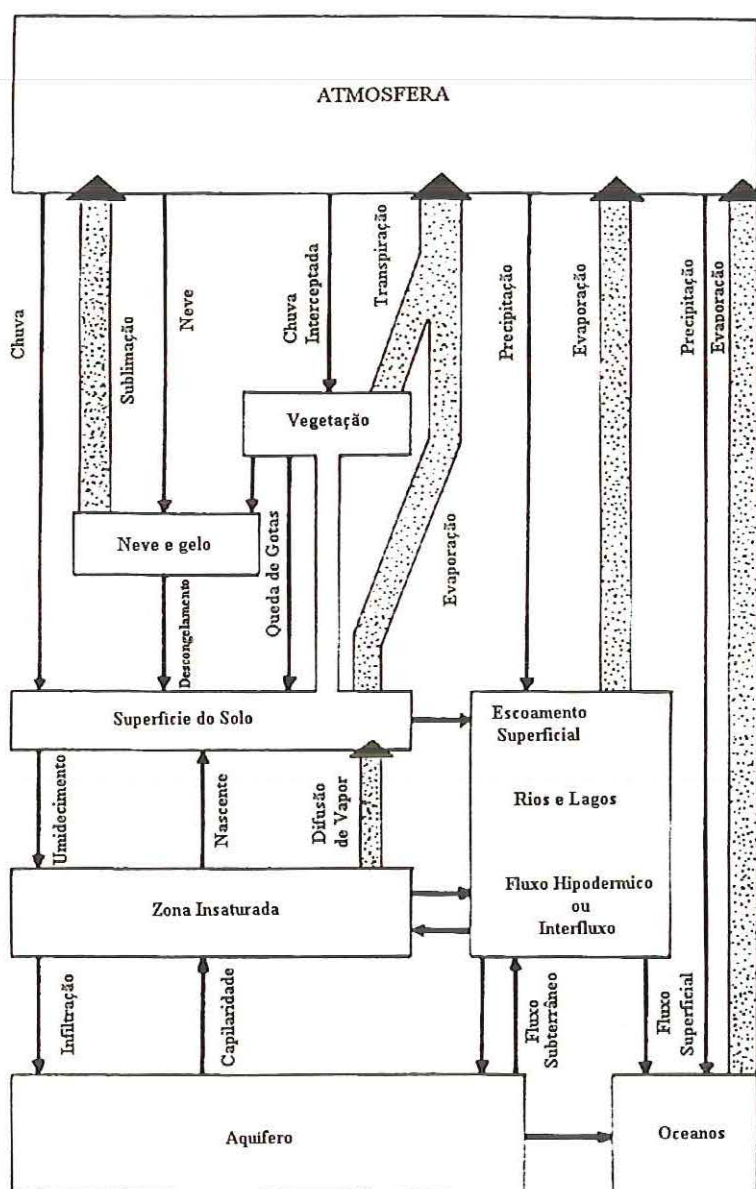 ATMOSFERA
Chuva
Sublimação
Neve
Chuva
Interceptada
Transpiração
Precipitação
Evaporação
Precipitação
Evaporação
Vegetação
Neve e gelo
Descongelamento
Queda de Gotas
Evaporação
Superficie do Solo
Escoamento
Superficial
Rios e Lagos
Fluxo Hipodermico
ou
Interfluxo
Umidecimento
Nascente
Difusão
de Vapor
Zona Insaturada
Infiltração
Capilaridade
Fluxo
Subterrâneo
Fluxo
Superficial
Aquifero
Oceanos